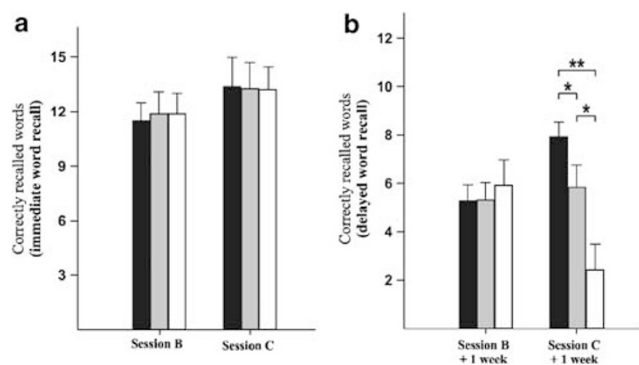 a
Correctly recalled words
(immediate word recall)
15
12
9
6
3
Session B
Session C
b
Correctly recalled words
(delayed word recall)
12
10
8
6
4
2
**
*
*
Session B
+ 1 week
Session C
+ 1 week